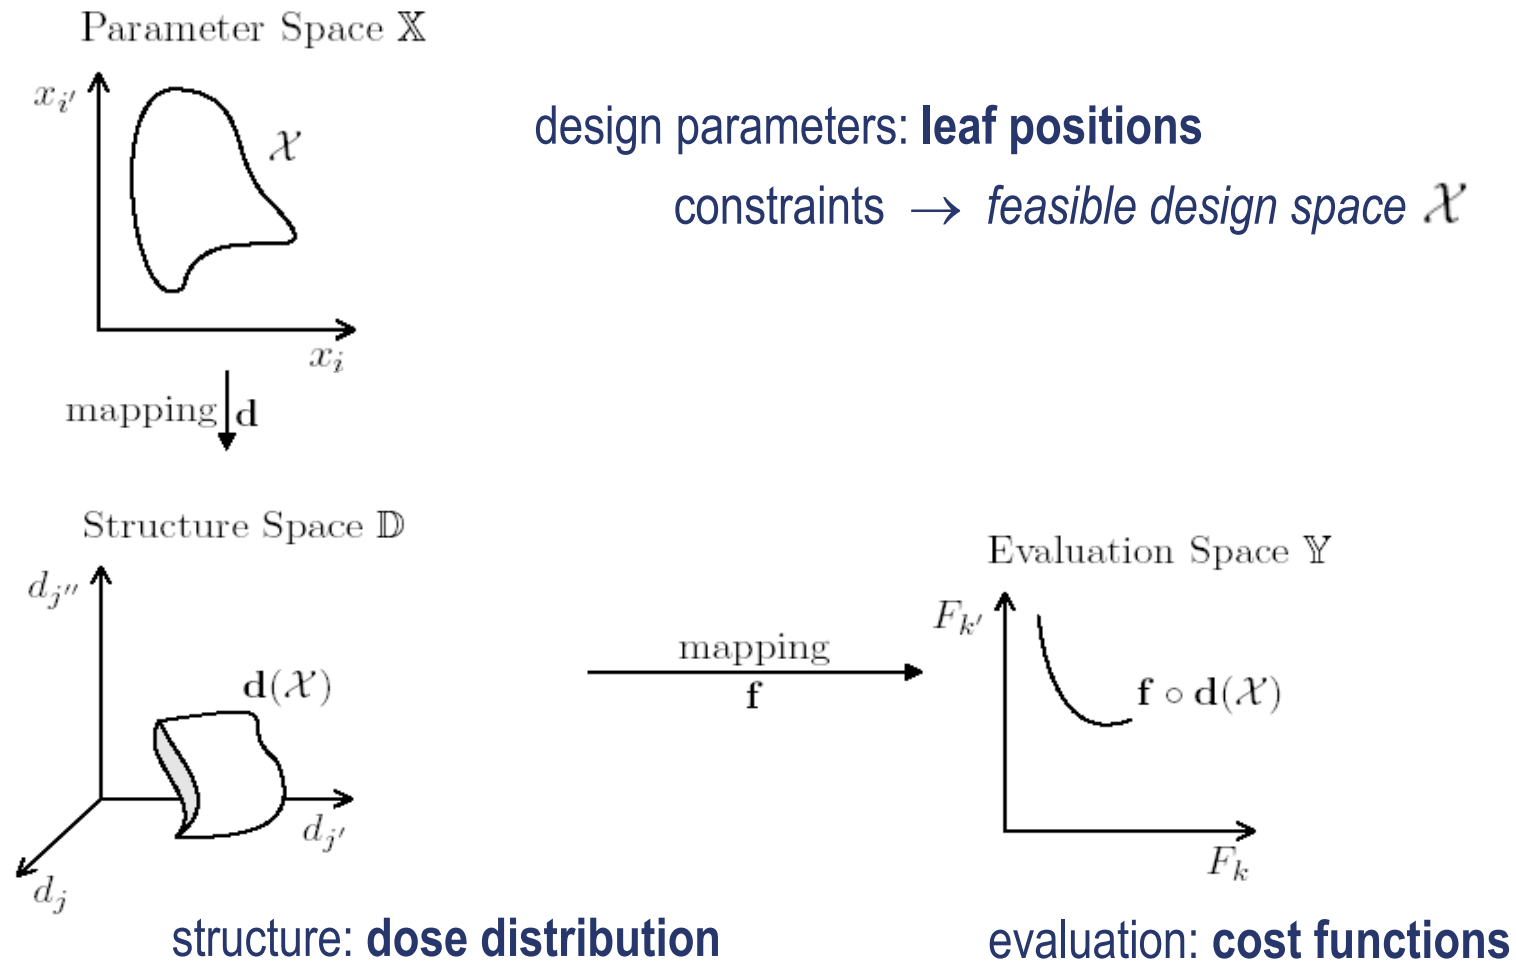 Parameter Space 𝕏
x_{i'}
𝒳
x_i
design parameters: leaf positions
constraints → feasible design space 𝒳
mapping d
Structure Space 𝔻
d_{j''}
d(𝒳)
d_{j'}
d_j
mapping
f
Evaluation Space 𝕐
F_{k'}
f ∘ d(𝒳)
F_k
structure: dose distribution
evaluation: cost functions